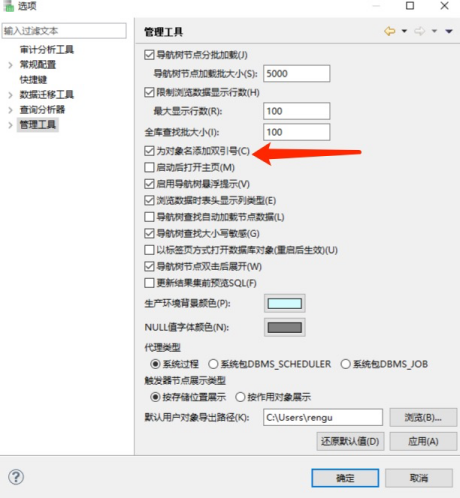 选项
输入过滤文本
审计分析工具
常规配置
快捷键
数据迁移工具
查询分析器
管理工具
管理工具
导航树节点分批加载(J)
导航树节点加载批大小(S): 5000
限制浏览数据显示行数(H)
最大显示行数(R): 100
全库查找批大小(I): 100
为对象名添加双引号(C)
启动后打开主页(M)
启用导航树悬浮提示(V)
浏览数据时表头显示列类型(E)
导航树查找自动加载节点数据(L)
导航树查找大小写敏感(G)
以标签页方式打开数据库对象(重启后生效)(U)
导航树节点双击后展开(W)
更新结果集前预览SQL(F)
生产环境背景颜色(P):
NULL值字体颜色(N):
代理类型
系统过程 系统包DBMS_SCHEDULER 系统包DBMS_JOB
触发器节点展示类型
按存储位置展示 按作用对象展示
默认用户对象导出路径(K): C:\Users\rengu 浏览(B)...
还原默认值(D) 应用(A)
确定 取消